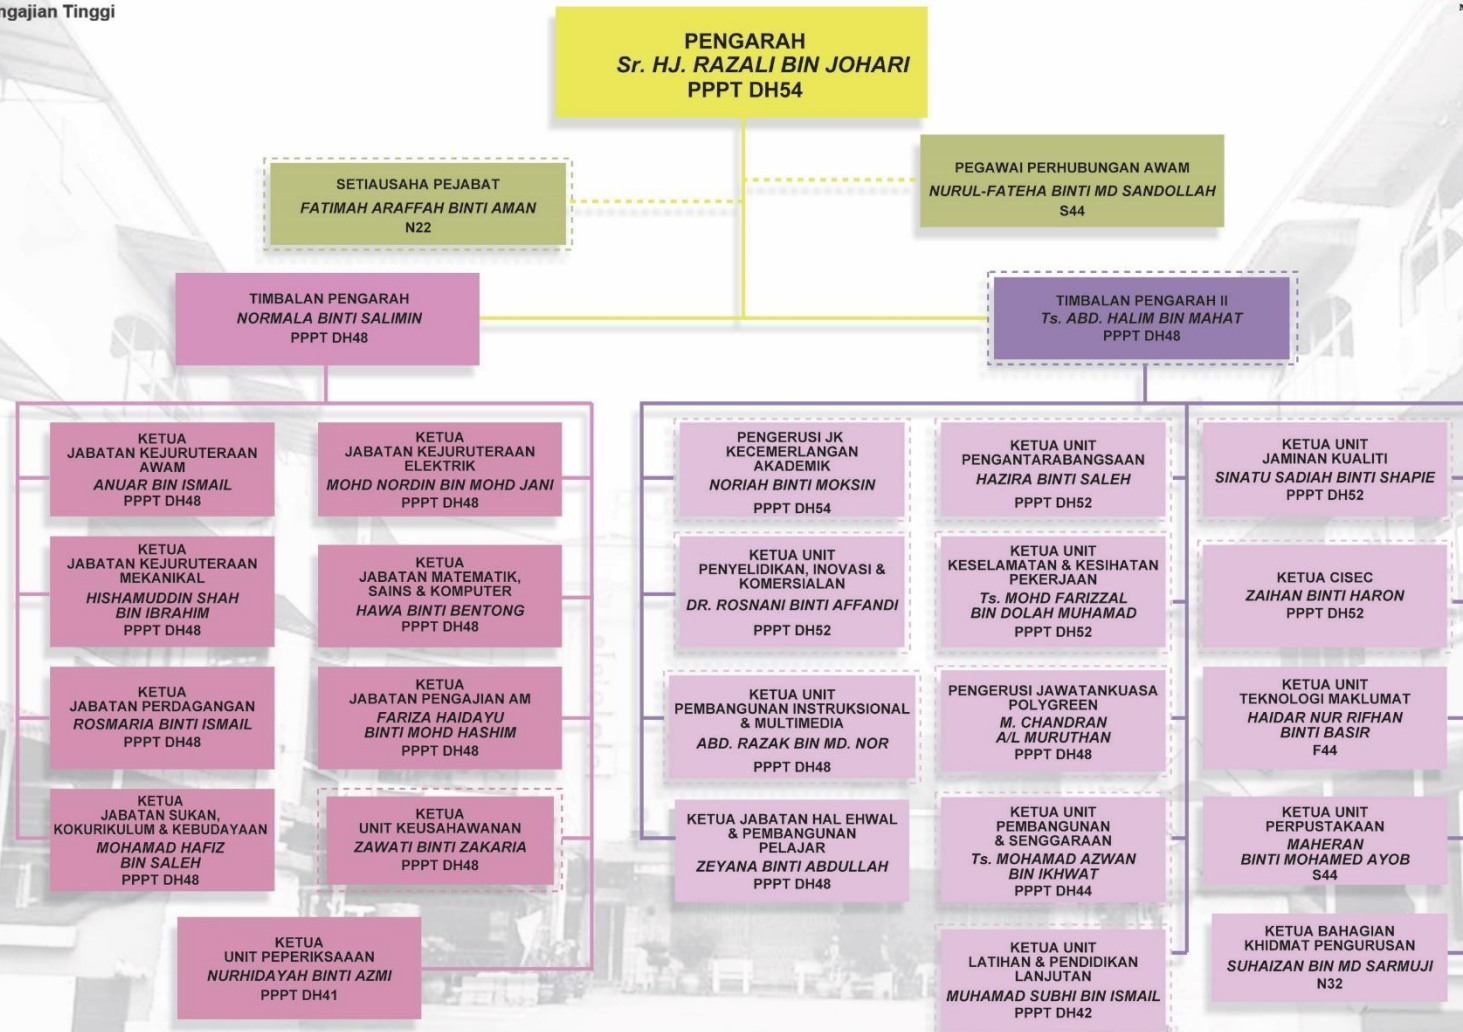 ngajian Tinggi
PENGARAH
Sr. HJ. RAZALI BIN JOHARI
PPPT DH54
SETIAUSAHA PEJABAT
FATIMAH ARAFFAH BINTI AMAN
N22
PEGAWAI PERHUBUNGAN AWAM
NURUL-FATEHA BINTI MD SANDOLLAH
S44
TIMBALAN PENGARAH
NORMALA BINTI SALIMIN
PPPT DH48
TIMBALAN PENGARAH II
Ts. ABD. HALIM BIN MAHAT
PPPT DH48
KETUA
JABATAN KEJURUTERAAN
AWAM
ANUAR BIN ISMAIL
PPPT DH48
KETUA
JABATAN KEJURUTERAAN
ELEKTRIK
MOHD NORDIN BIN MOHD JANI
PPPT DH48
KETUA
JABATAN KEJURUTERAAN
MEKANIKAL
HISHAMUDDIN SHAH
BIN IBRAHIM
PPPT DH48
KETUA
JABATAN MATEMATIK,
SAINS & KOMPUTER
HAWA BINTI BENTONG
PPPT DH48
KETUA
JABATAN PERDAGANGAN
ROSMARIA BINTI ISMAIL
PPPT DH48
KETUA
JABATAN PENGAJIAN AM
FARIZA HAIDAYU
BINTI MOHD HASHIM
PPPT DH48
KETUA
JABATAN SUKAN,
KOKURIKULUM & KEBUDAYAAN
MOHAMAD HAFIZ
BIN SALEH
PPPT DH48
KETUA
UNIT KEUSAHAWANAN
ZAWATI BINTI ZAKARIA
PPPT DH48
KETUA
UNIT PEPERIKSAAAN
NURHIDAYAH BINTI AZMI
PPPT DH41
PENGERUSI JK
KECEMERLANGAN
AKADEMIK
NORIAH BINTI MOKSIN
PPPT DH54
KETUA UNIT
PENGANTARABANGSAAN
HAZIRA BINTI SALEH
PPPT DH52
KETUA UNIT
JAMINAN KUALITI
SINATU SADIAH BINTI SHAPIE
PPPT DH52
KETUA UNIT
PENYELIDIKAN, INOVASI &
KOMERSIALAN
DR. ROSNANI BINTI AFFANDI
PPPT DH52
KETUA UNIT
KESELAMATAN & KESIHATAN
PEKERJAAN
Ts. MOHD FARIZZAL
BIN DOLAH MUHAMAD
PPPT DH52
KETUA CISEC
ZAIHAN BINTI HARON
PPPT DH52
KETUA UNIT
PEMBANGUNAN INSTRUKSIONAL
& MULTIMEDIA
ABD. RAZAK BIN MD. NOR
PPPT DH48
PENGERUSI JAWATANKUASA
POLYGREEN
M. CHANDRAN
A/L MURUTHAN
PPPT DH48
KETUA UNIT
TEKNOLOGI MAKLUMAT
HAIDAR NUR RIFHAN
BINTI BASIR
F44
KETUA JABATAN HAL EHWAL
& PEMBANGUNAN
PELAJAR
ZEYANA BINTI ABDULLAH
PPPT DH48
KETUA UNIT
PEMBANGUNAN
& SENGGARAAN
Ts. MOHAMAD AZWAN
BIN IKHWAT
PPPT DH44
KETUA UNIT
PERPUSTAKAAN
MAHERAN
BINTI MOHAMED AYOB
S44
KETUA UNIT
LATIHAN & PENDIDIKAN
LANJUTAN
MUHAMAD SUBHI BIN ISMAIL
PPPT DH42
KETUA BAHAGIAN
KHIDMAT PENGURUSAN
SUHAIZAN BIN MD SARMUJI
N32